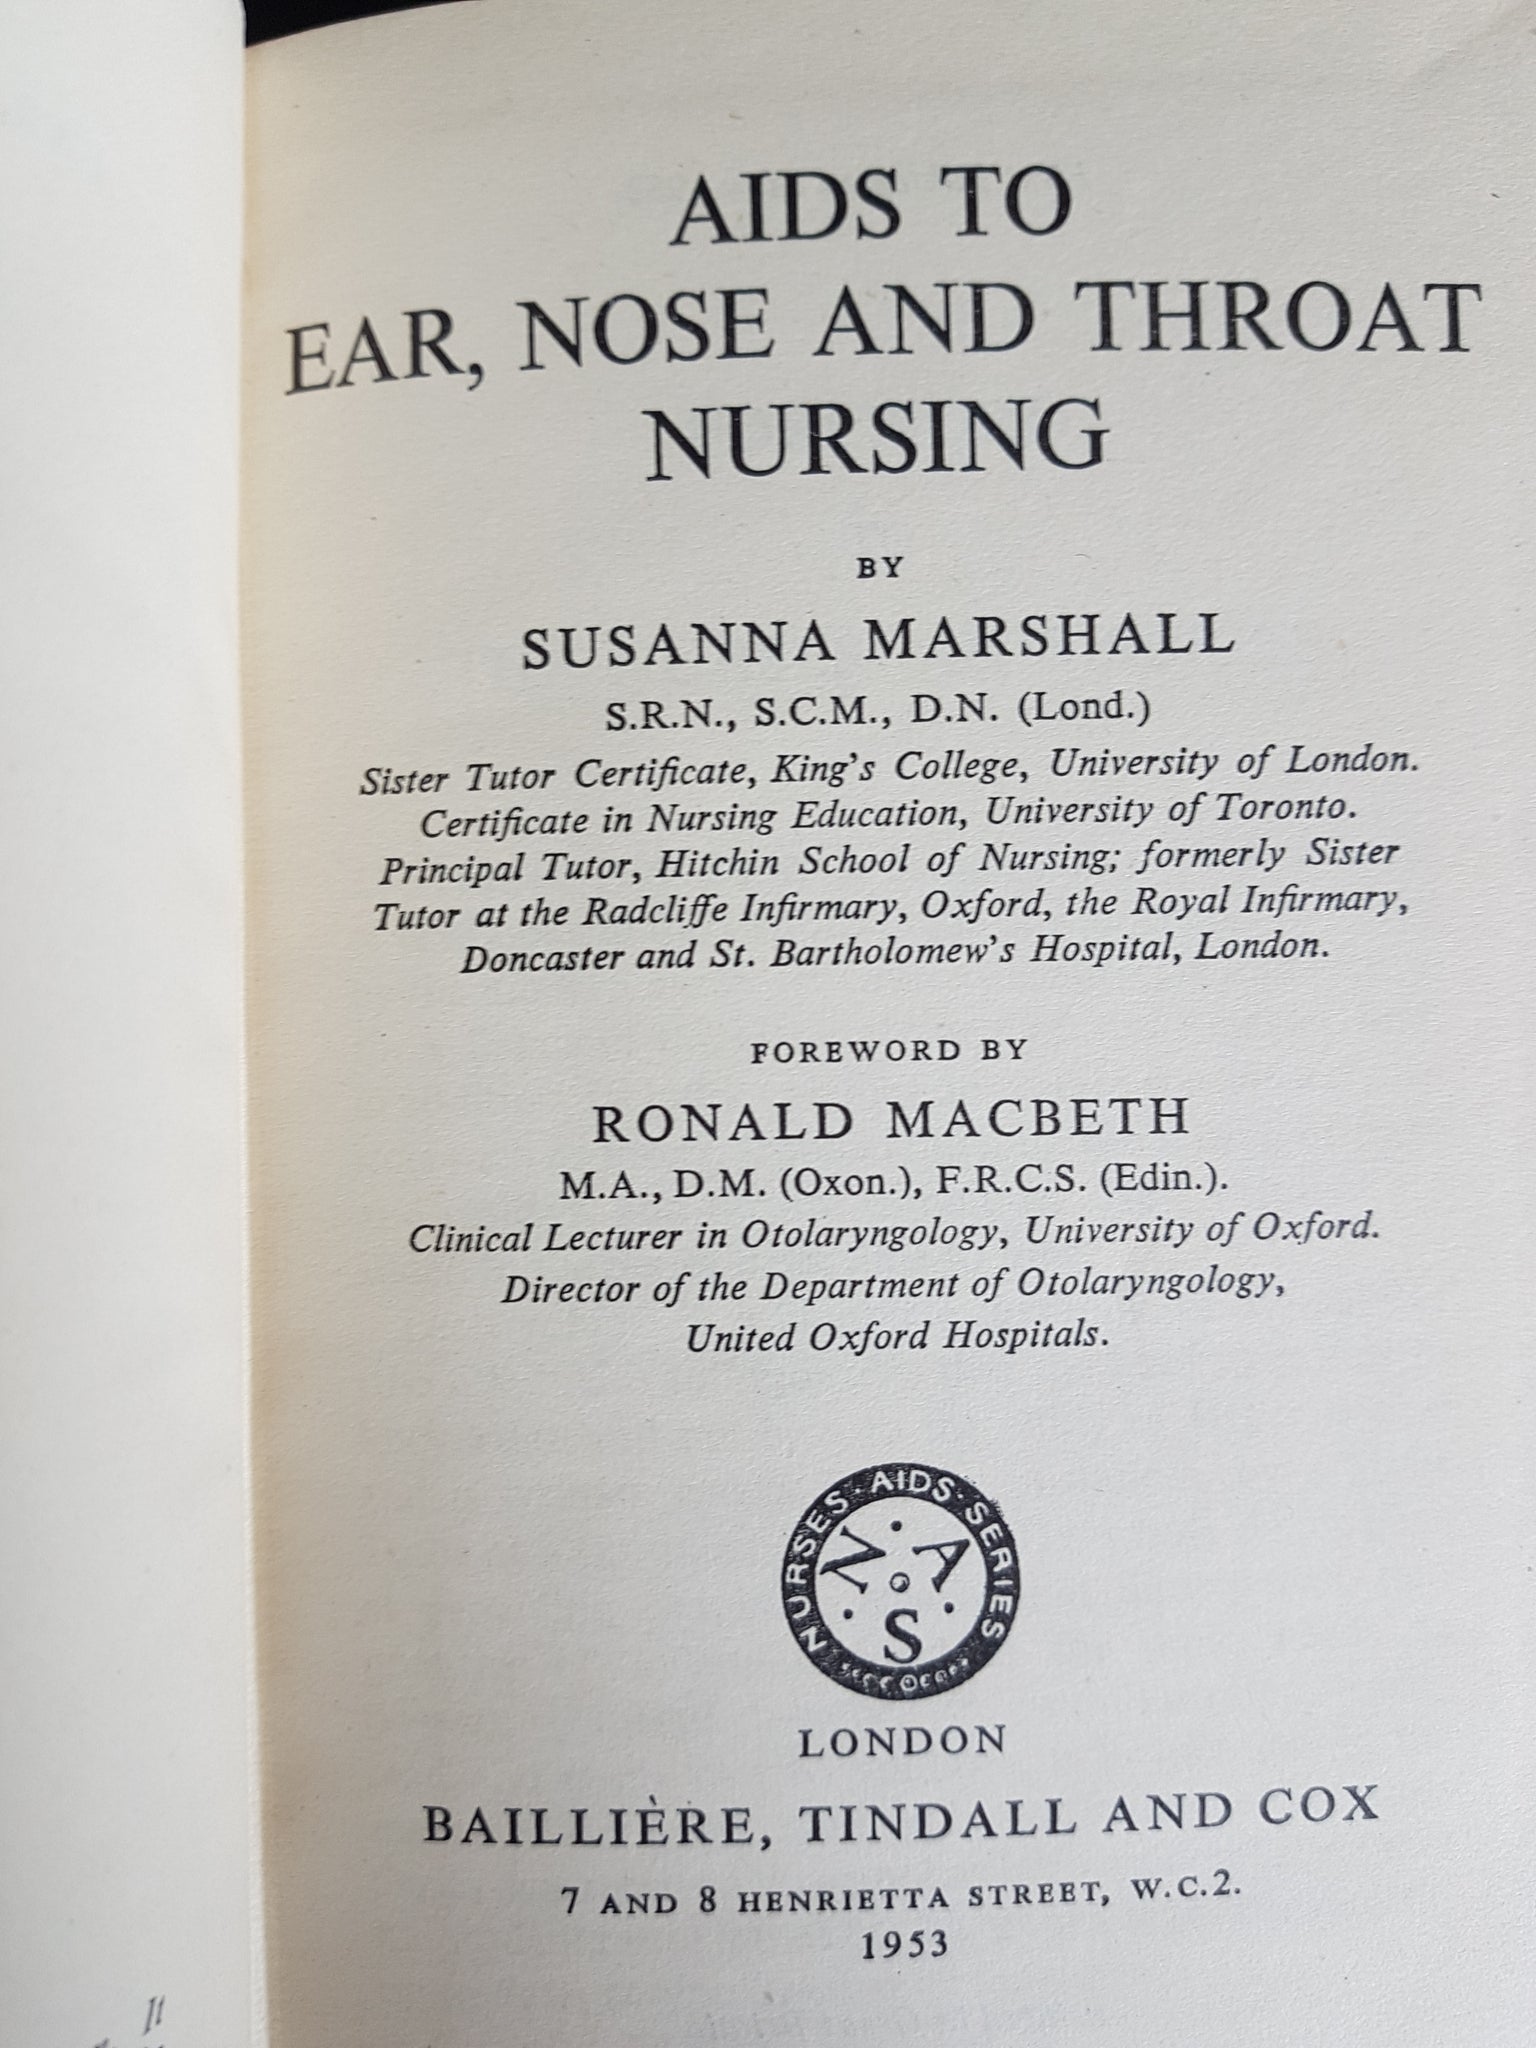 AIDS TO
EAR, NOSE AND THROAT
NURSING
BY
SUSANNA MARSHALL
S.R.N., S.C.M., D.N. (Lond.)
Sister Tutor Certificate, King's College, University of London.
Certificate in Nursing Education, University of Toronto.
Principal Tutor, Hitchin School of Nursing; formerly Sister
Tutor at the Radcliffe Infirmary, Oxford, the Royal Infirmary,
Doncaster and St. Bartholomew's Hospital, London.
FOREWORD BY
RONALD MACBETH
M.A., D.M. (Oxon.), F.R.C.S. (Edin.).
Clinical Lecturer in Otolaryngology, University of Oxford.
Director of the Department of Otolaryngology,
United Oxford Hospitals.
NURSES · AIDS · SERIES
N · A
S
LONDON
BAILLIÈRE, TINDALL AND COX
7 AND 8 HENRIETTA STREET, W.C.2.
1953